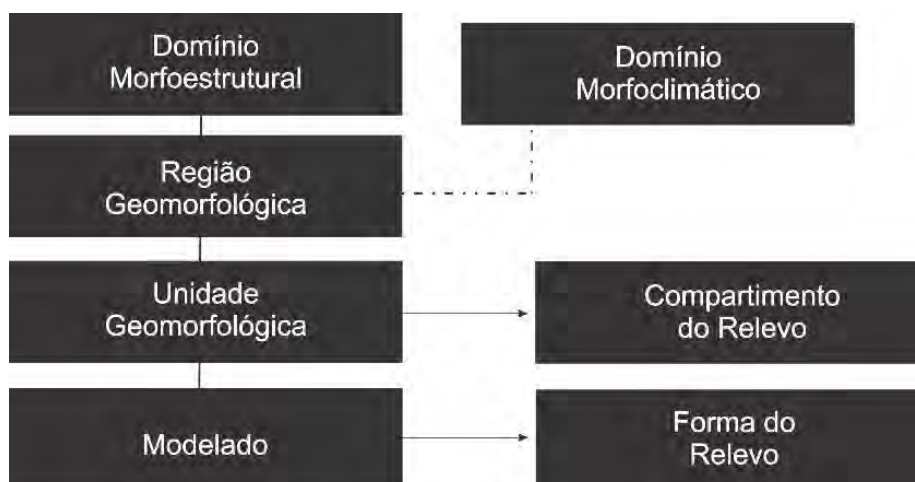 Domínio
Morfoestrutural
Domínio
Morfoclimático
Região
Geomorfológica
Unidade
Geomorfológica
Compartimento
do Relevo
Modelado
Forma do
Relevo